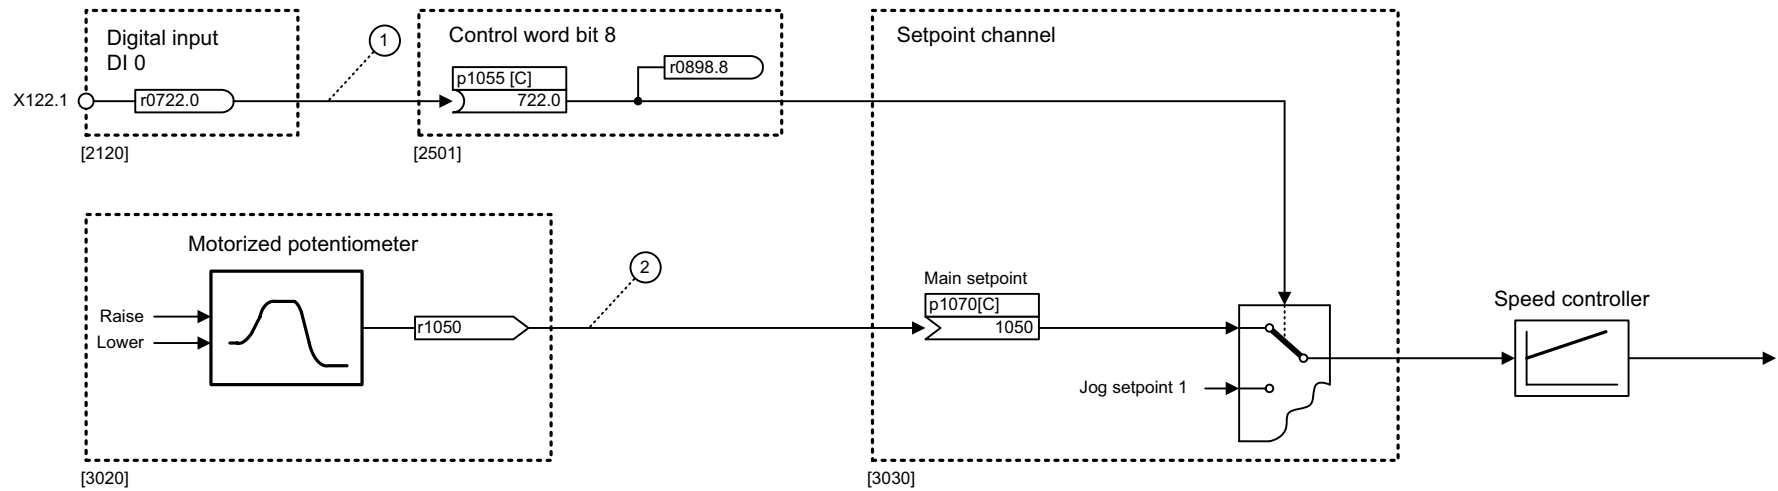 Digital input
DI 0
1
Control word bit 8
Setpoint channel
p1055 [C]
r0898.8
X122.1
r0722.0
722.0
[2120]
[2501]
Motorized potentiometer
2
Main setpoint
p1070[C]
Speed controller
Raise
r1050
1050
Lower
Jog setpoint 1
[3020]
[3030]